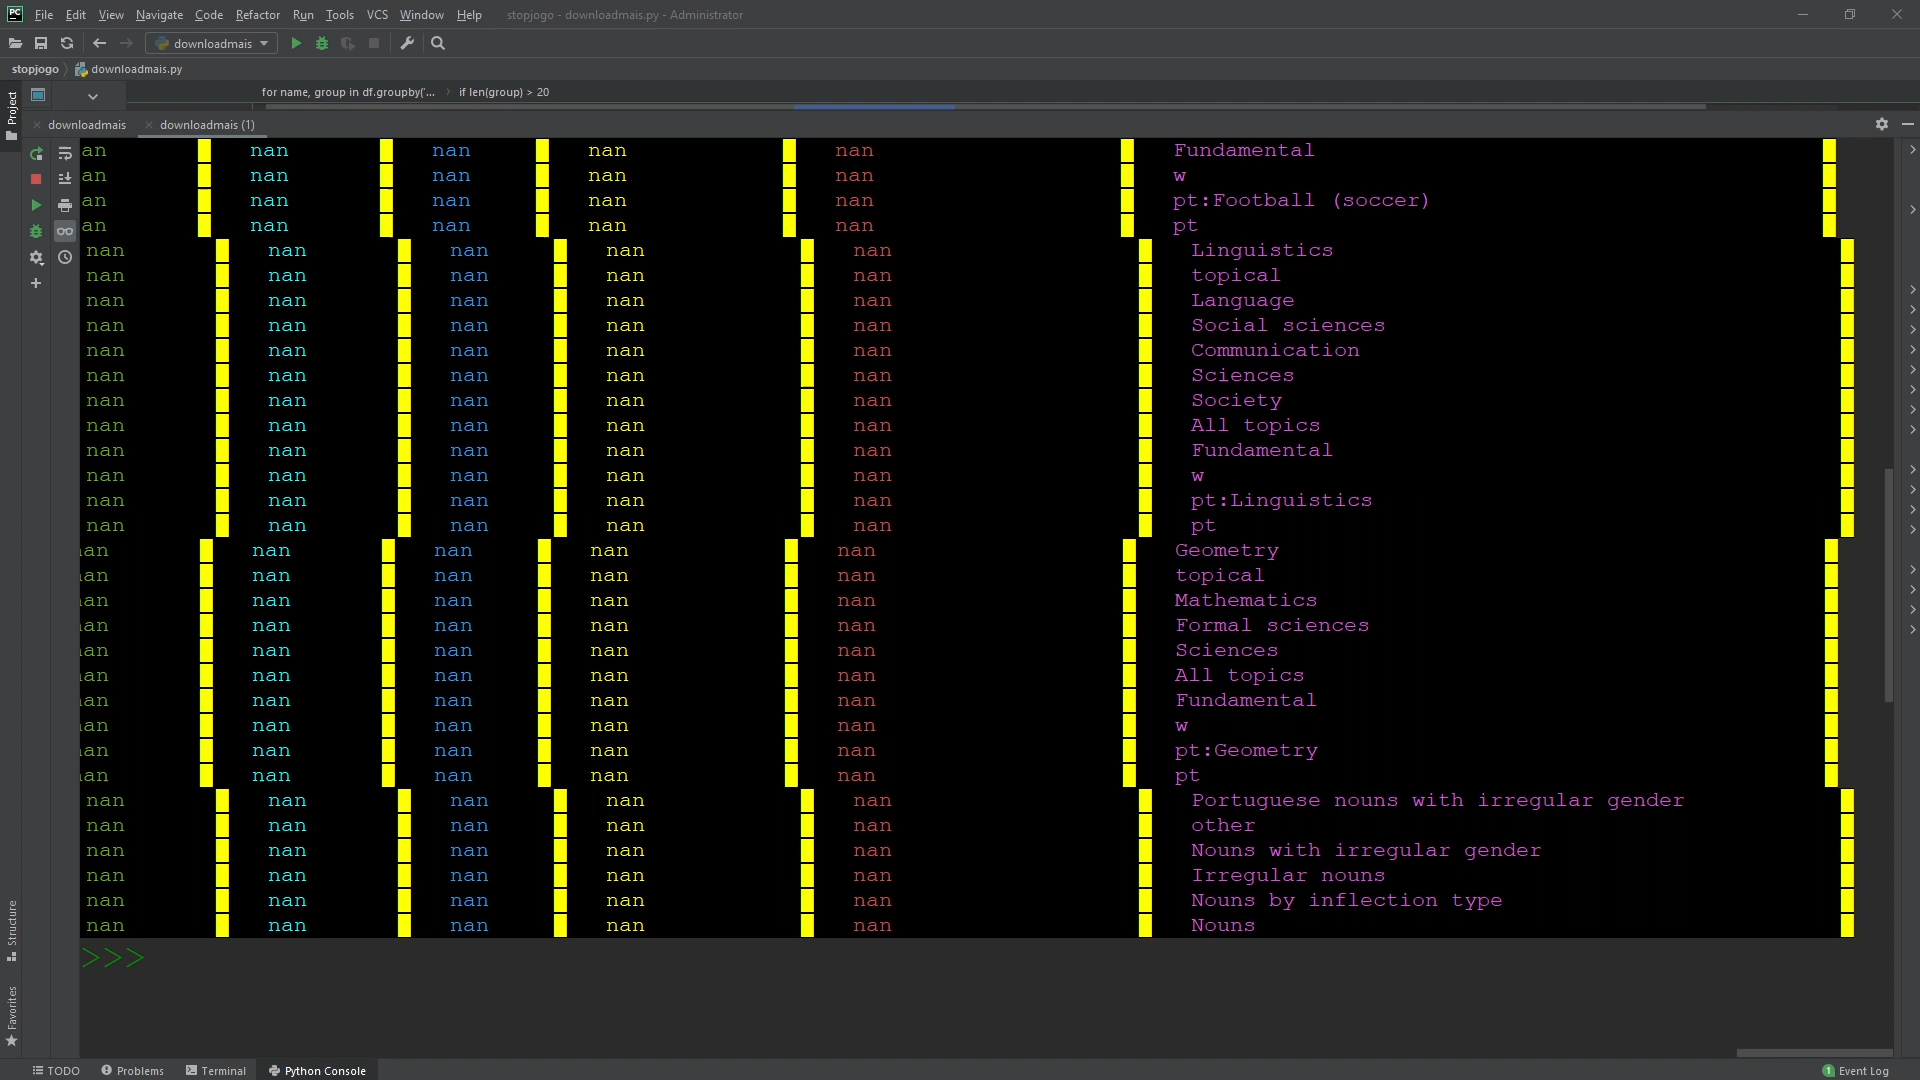 PC File Edit View Navigate Code Refactor Run Tools VCS Window Help stopjogo - downloadmais.py - Administrator
downloadmais
stopjogo downloadmais.py
for name, group in df.groupby('... if len(group) > 20
Project
downloadmais downloadmais (1)
an nan nan nan nan Fundamental
an nan nan nan nan w
an nan nan nan nan pt:Football (soccer)
an nan nan nan nan pt
nan nan nan nan nan Linguistics
nan nan nan nan nan topical
nan nan nan nan nan Language
nan nan nan nan nan Social sciences
nan nan nan nan nan Communication
nan nan nan nan nan Sciences
nan nan nan nan nan Society
nan nan nan nan nan All topics
nan nan nan nan nan Fundamental
nan nan nan nan nan w
nan nan nan nan nan pt:Linguistics
nan nan nan nan nan pt
an nan nan nan nan Geometry
an nan nan nan nan topical
an nan nan nan nan Mathematics
an nan nan nan nan Formal sciences
an nan nan nan nan Sciences
an nan nan nan nan All topics
an nan nan nan nan Fundamental
an nan nan nan nan w
an nan nan nan nan pt:Geometry
an nan nan nan nan pt
nan nan nan nan nan Portuguese nouns with irregular gender
nan nan nan nan nan other
nan nan nan nan nan Nouns with irregular gender
nan nan nan nan nan Irregular nouns
nan nan nan nan nan Nouns by inflection type
nan nan nan nan nan Nouns
>>>
Structure
Favorites
TODO Problems Terminal Python Console 1 Event Log